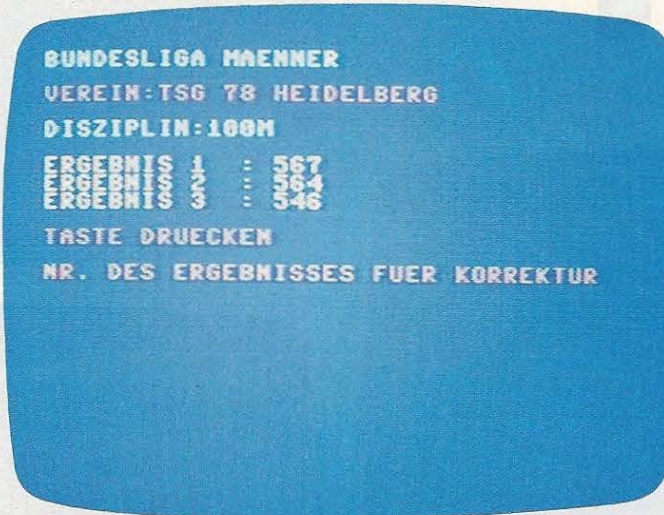 BUNDESLIGA MAENNER
VEREIN:TSG 78 HEIDELBERG
DISZIPLIN:100M
ERGEBNIS 1 : 567
ERGEBNIS 2 : 564
ERGEBNIS 3 : 546
TASTE DRUECKEN
NR. DES ERGEBNISSES FUER KORREKTUR